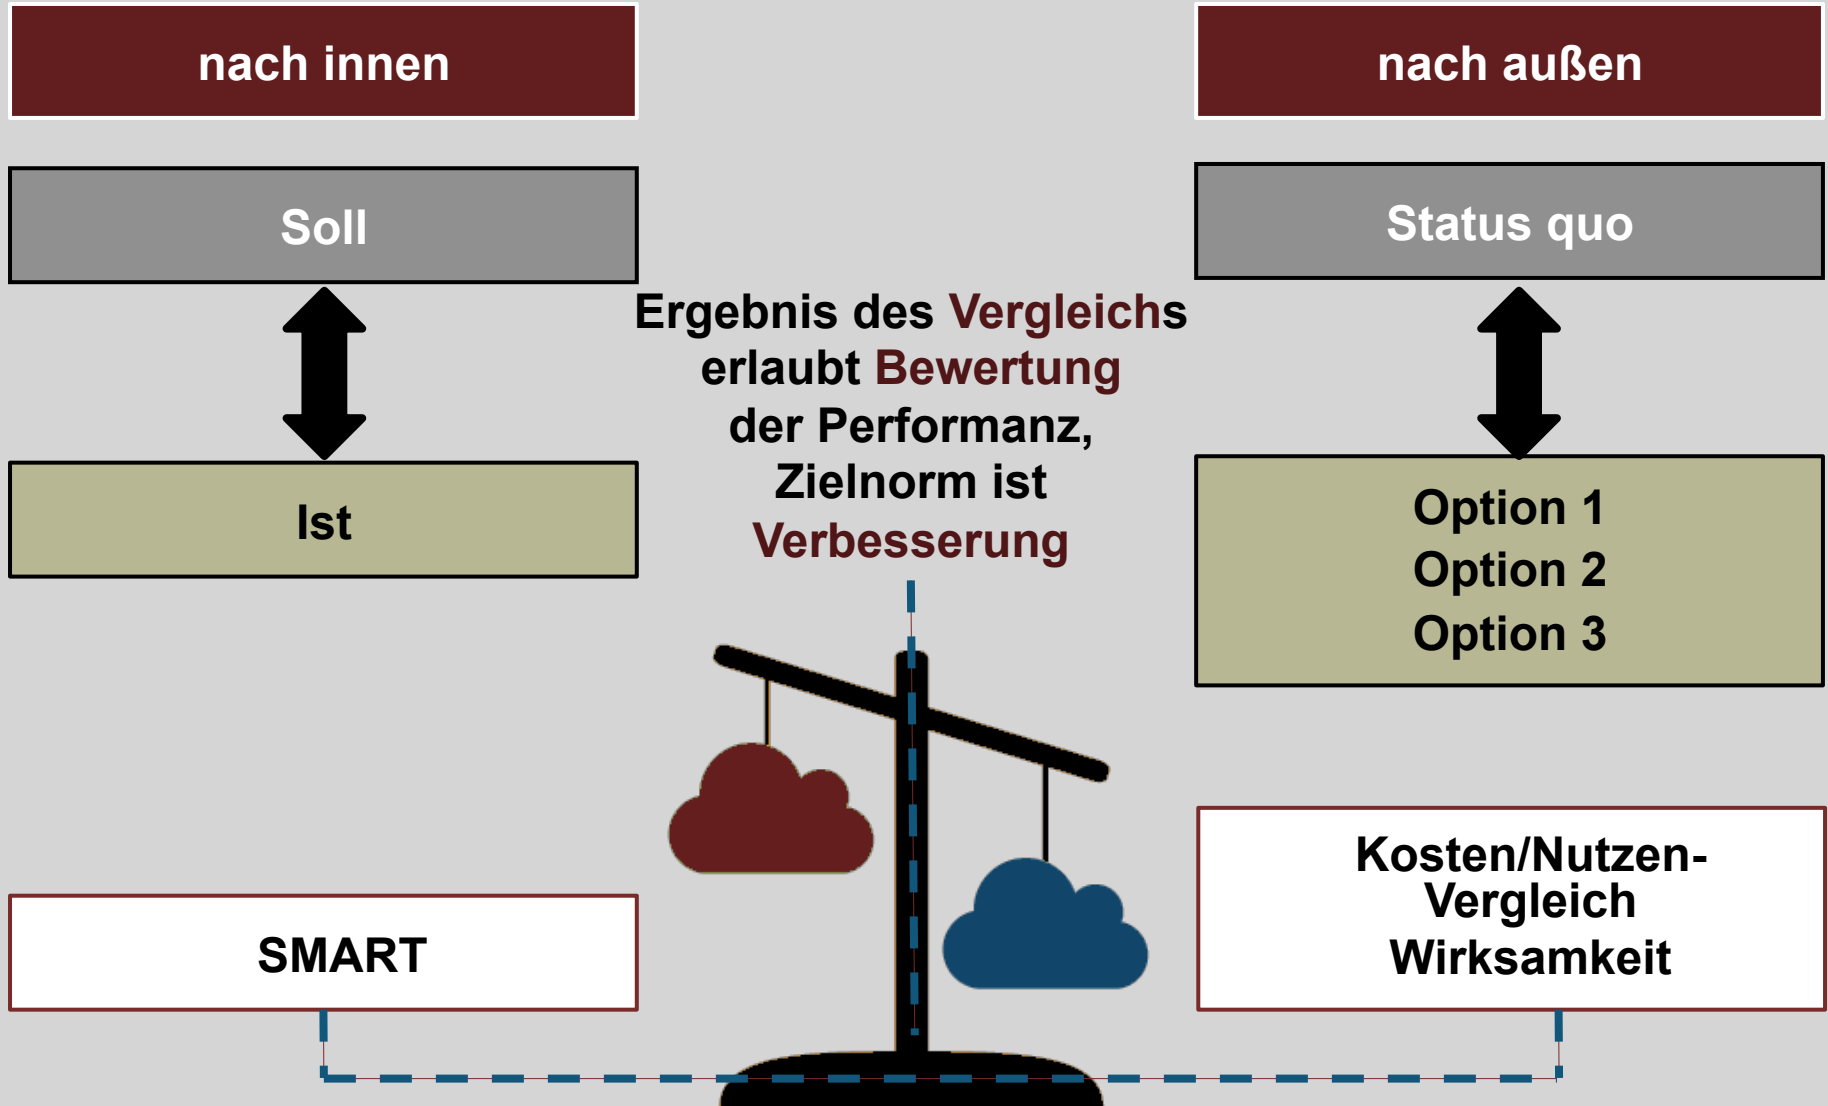 nach innen
Soll
Ist
SMART
Ergebnis des Vergleichs
erlaubt Bewertung
der Performanz,
Zielnorm ist
Verbesserung
nach außen
Status quo
Option 1
Option 2
Option 3
Kosten/Nutzen-
Vergleich
Wirksamkeit